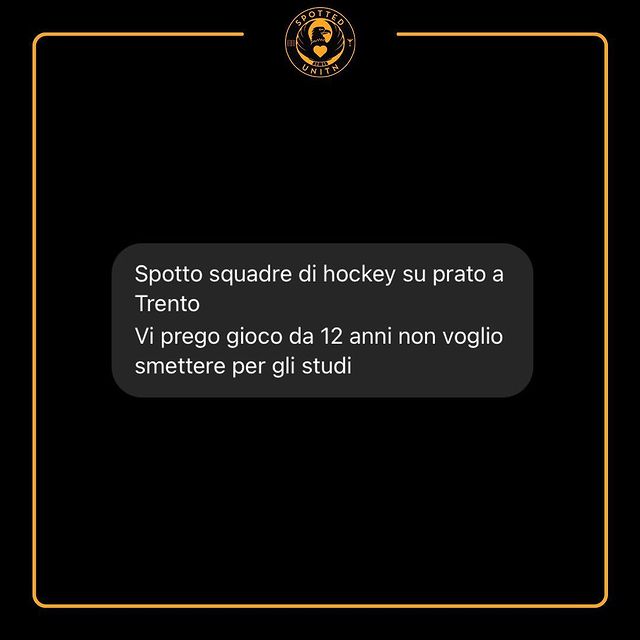 SPOTTED
UNITN
Spotto squadre di hockey su prato a
Trento
Vi prego gioco da 12 anni non voglio
smettere per gli studi